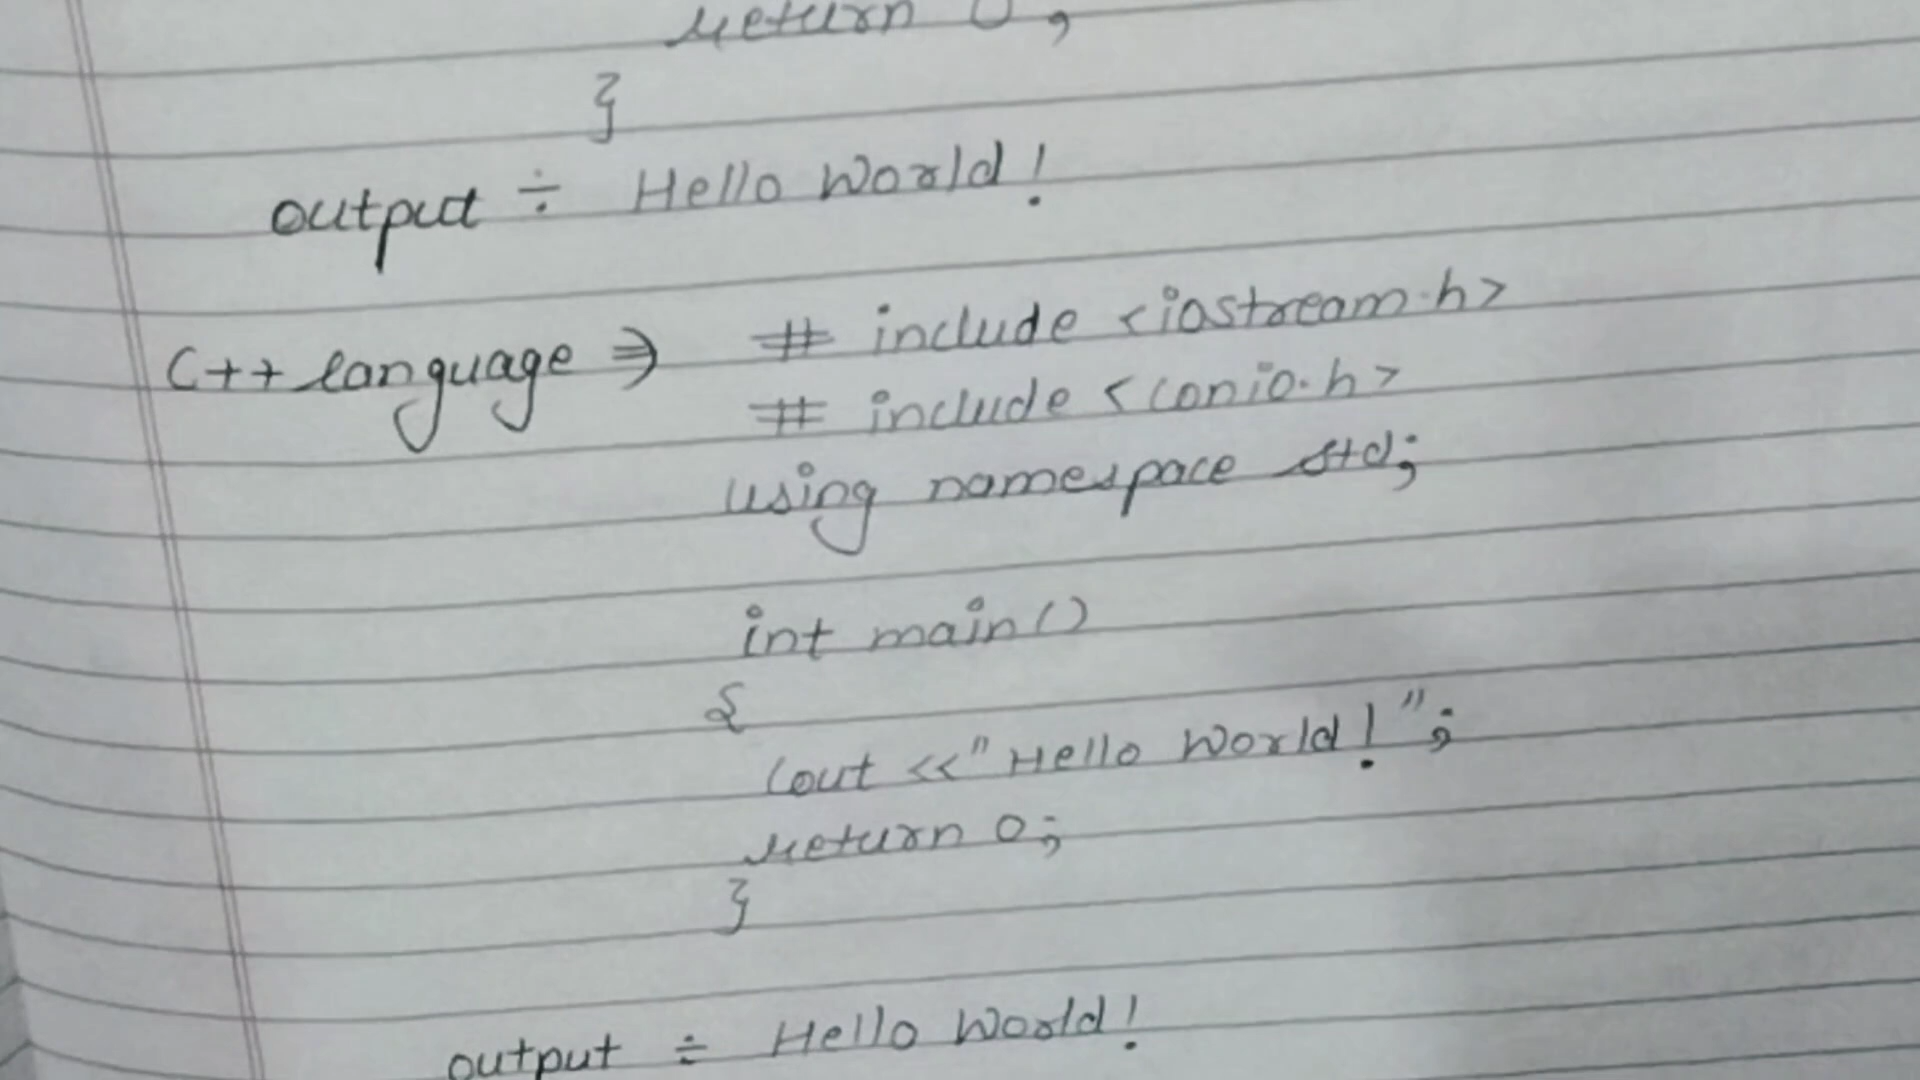 return 0;
}
output ÷ Hello World!
C++ language ⇒ # include <iostream.h>
# include <conio.h>
using namespace std;
int main()
{
cout <<"Hello World!";
return 0;
}
output ÷ Hello World!